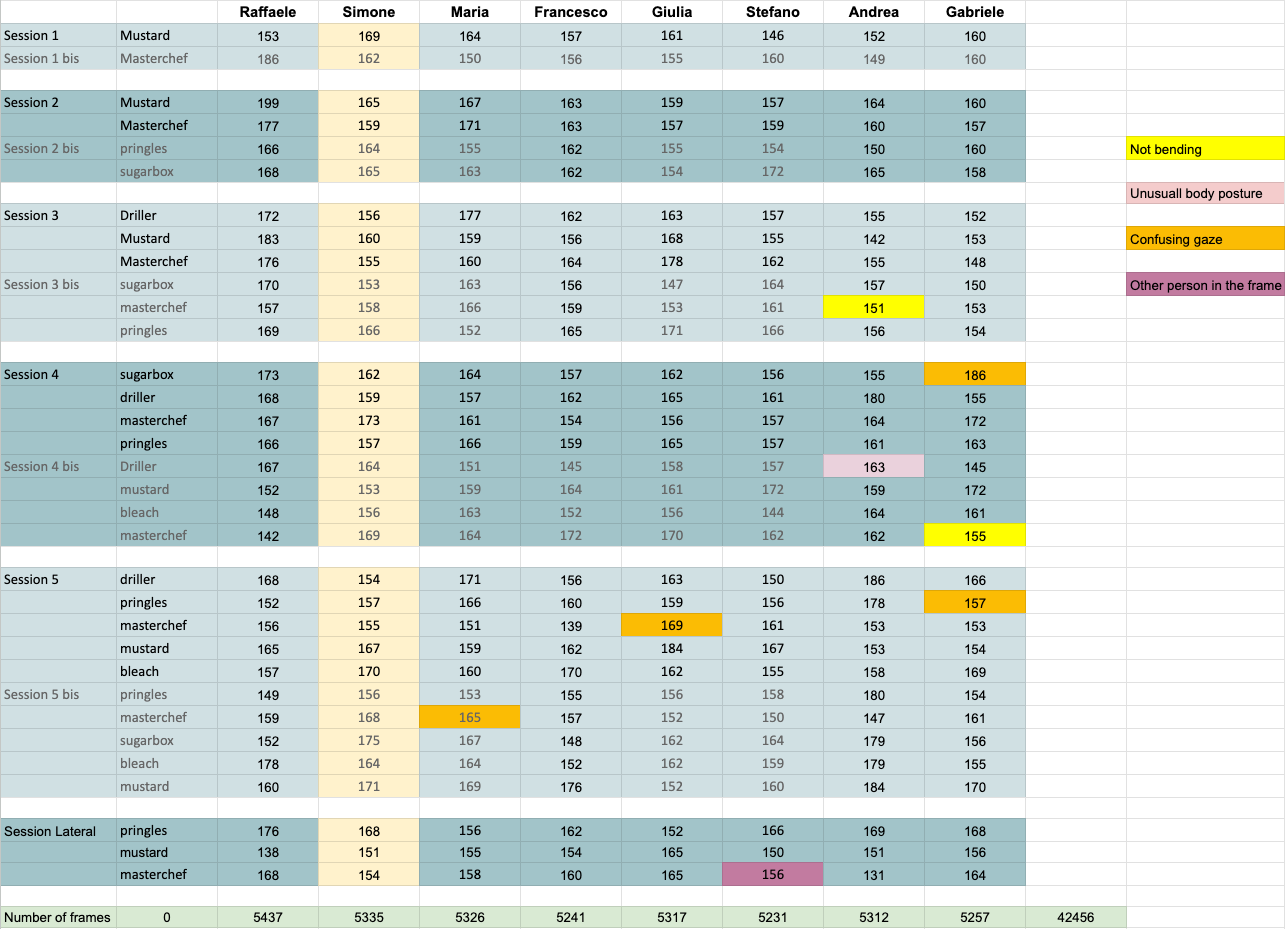 Raffaele Simone Maria Francesco Giulia Stefano Andrea Gabriele
Session 1 Mustard 153 169 164 157 161 146 152 160
Session 1 bis Masterchef 186 162 150 156 155 160 149 160
Session 2 Mustard 199 165 167 163 159 157 164 160
Masterchef 177 159 171 163 157 159 160 157
Session 2 bis pringles 166 164 155 162 155 154 150 160 Not bending
sugarbox 168 165 163 162 154 172 165 158
Unusuall body posture
Session 3 Driller 172 156 177 162 163 157 155 152
Mustard 183 160 159 156 168 155 142 153 Confusing gaze
Masterchef 176 155 160 164 178 162 155 148
Session 3 bis sugarbox 170 153 163 156 147 164 157 150 Other person in the frame
masterchef 157 158 166 159 153 161 151 153
pringles 169 166 152 165 171 166 156 154
Session 4 sugarbox 173 162 164 157 162 156 155 186
driller 168 159 157 162 165 161 180 155
masterchef 167 173 161 154 156 157 164 172
pringles 166 157 166 159 165 157 161 163
Session 4 bis Driller 167 164 151 145 158 157 163 145
mustard 152 153 159 164 161 172 159 172
bleach 148 156 163 152 156 144 164 161
masterchef 142 169 164 172 170 162 162 155
Session 5 driller 168 154 171 156 163 150 186 166
pringles 152 157 166 160 159 156 178 157
masterchef 156 155 151 139 169 161 153 153
mustard 165 167 159 162 184 167 153 154
bleach 157 170 160 170 162 155 158 169
Session 5 bis pringles 149 156 153 155 156 158 180 154
masterchef 159 168 165 157 152 150 147 161
sugarbox 152 175 167 148 162 164 179 156
bleach 178 164 164 152 162 159 179 155
mustard 160 171 169 176 152 160 184 170
Session Lateral pringles 176 168 156 162 152 166 169 168
mustard 138 151 155 154 165 150 151 156
masterchef 168 154 158 160 165 156 131 164
Number of frames 0 5437 5335 5326 5241 5317 5231 5312 5257 42456